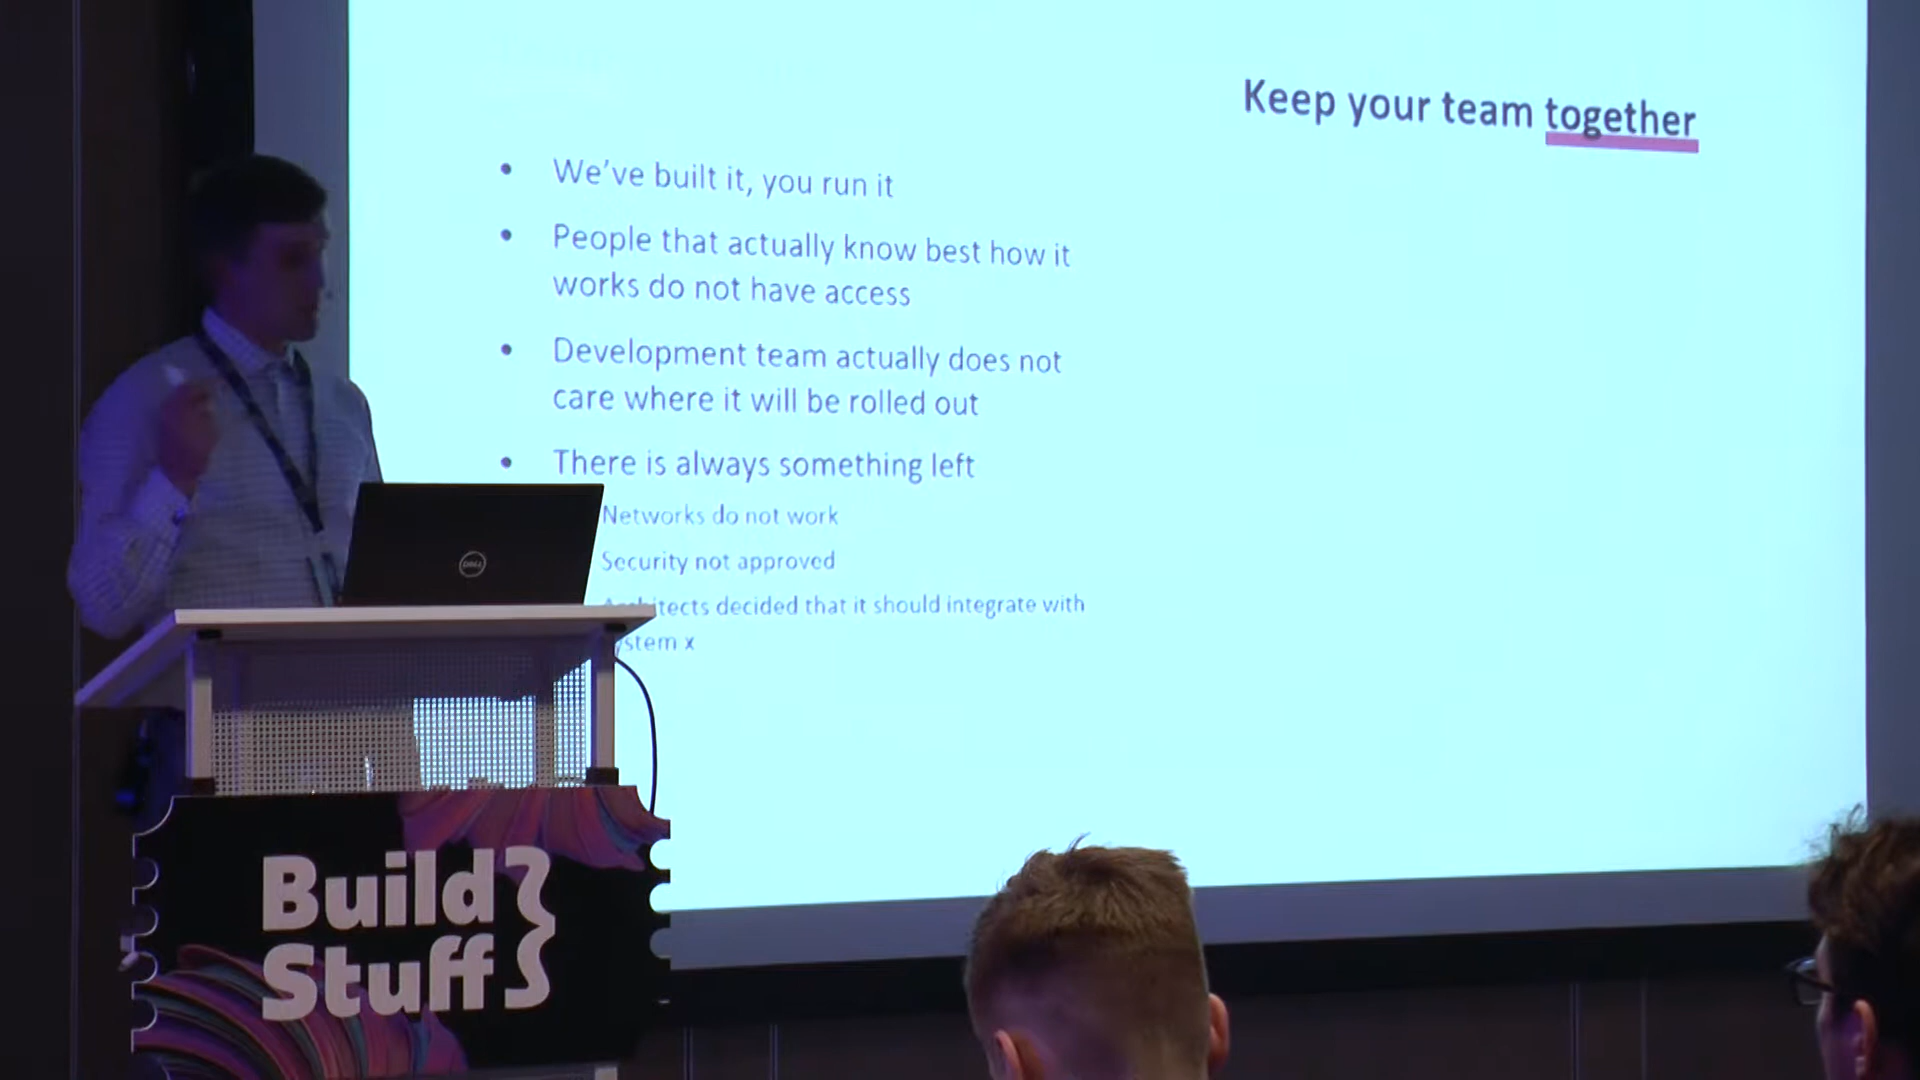 Keep your team together
• We've built it, you run it
• People that actually know best how it
works do not have access
• Development team actually does not
care where it will be rolled out
• There is always something left
Networks do not work
Security not approved
decided that it should integrate with
x
DELL
Build
Stuff